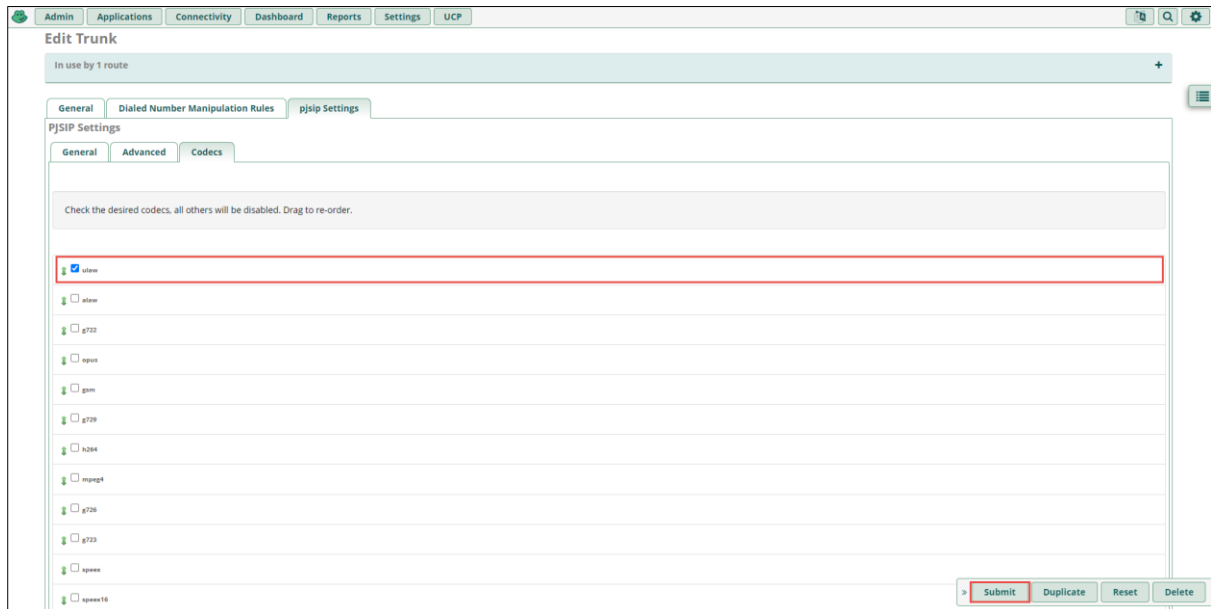 Admin Applications Connectivity Dashboard Reports Settings UCP
Edit Trunk
In use by 1 route +
General Dialed Number Manipulation Rules pjsip Settings
PJSIP Settings
General Advanced Codecs
Check the desired codecs, all others will be disabled. Drag to re-order.
ulaw
alaw
g722
opus
gsm
g729
h264
mpeg4
g726
g723
speex
speex16
» Submit Duplicate Reset Delete